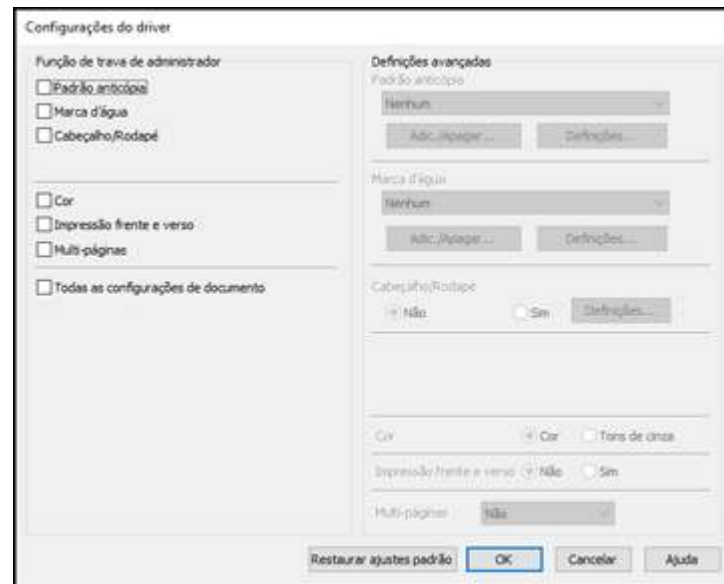 Configurações do driver
Função de trava de administrador
Padrão anticópia
Marca d'água
Cabeçalho/Rodapé
Cor
Impressão frente e verso
Multi-páginas
Todas as configurações de documento
Definições avançadas
Padrão anticópia
Nenhum
Adic./Apagar... Definições...
Marca d'água
Nenhum
Adic./Apagar... Definições...
Cabeçalho/Rodapé
Não Sim Definições...
Cor Cor Tons de cinza
Impressão frente e verso Não Sim
Multi-páginas Não
Restaurar ajustes padrão OK Cancelar Ajuda